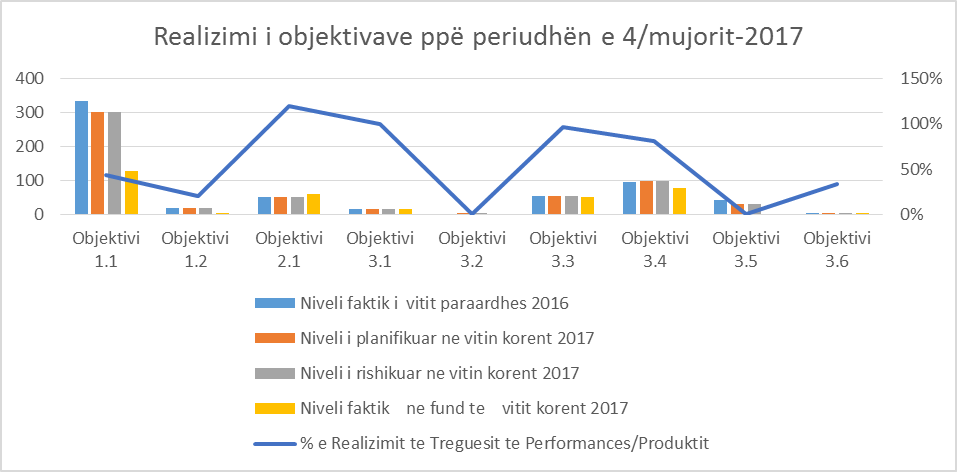 Realizimi i objektivave ppë periudhën e 4/mujorit-2017
400
300
200
100
0
150%
100%
50%
0%
Objektivi 1.1
Objektivi 1.2
Objektivi 2.1
Objektivi 3.1
Objektivi 3.2
Objektivi 3.3
Objektivi 3.4
Objektivi 3.5
Objektivi 3.6
Niveli faktik i vitit paraardhes 2016
Niveli i planifikuar ne vitin korent 2017
Niveli i rishikuar ne vitin korent 2017
Niveli faktik ne fund te vitit korent 2017
% e Realizimit te Treguesit te Performances/Produktit